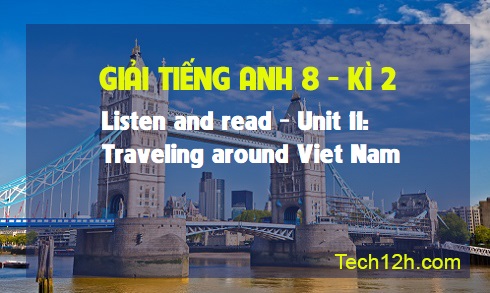 GIẢI TIẾNG ANH 8 - KÌ 2
Listen and read - Unit 11:
Traveling around Viet Nam
Tech12h.com